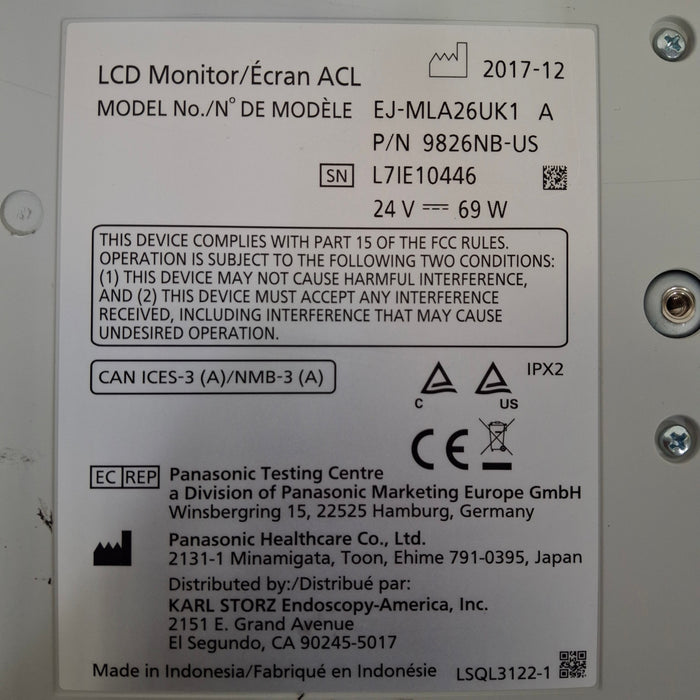 LCD Monitor/Écran ACL
2017-12
MODEL No./N° DE MODÈLE EJ-MLA26UK1 A
P/N 9826NB-US
SN L7IE10446
24 V ⎓ 69 W
THIS DEVICE COMPLIES WITH PART 15 OF THE FCC RULES.
OPERATION IS SUBJECT TO THE FOLLOWING TWO CONDITIONS:
(1) THIS DEVICE MAY NOT CAUSE HARMFUL INTERFERENCE,
AND (2) THIS DEVICE MUST ACCEPT ANY INTERFERENCE
RECEIVED, INCLUDING INTERFERENCE THAT MAY CAUSE
UNDESIRED OPERATION.
CAN ICES-3 (A)/NMB-3 (A)
IPX2
C US
CE
EC REP Panasonic Testing Centre
a Division of Panasonic Marketing Europe GmbH
Winsbergring 15, 22525 Hamburg, Germany
Panasonic Healthcare Co., Ltd.
2131-1 Minamigata, Toon, Ehime 791-0395, Japan
Distributed by:/Distribué par:
KARL STORZ Endoscopy-America, Inc.
2151 E. Grand Avenue
El Segundo, CA 90245-5017
Made in Indonesia/Fabriqué en Indonésie LSQL3122-1